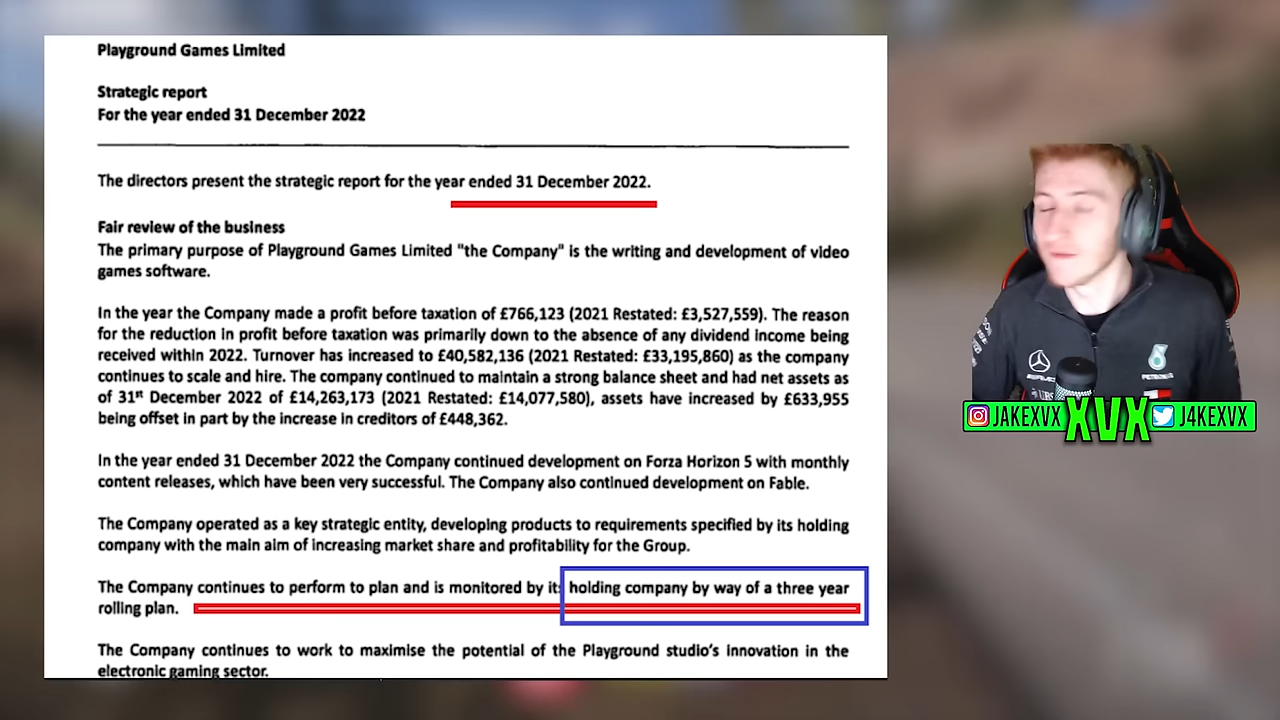 Playground Games Limited
Strategic report
For the year ended 31 December 2022
The directors present the strategic report for the year ended 31 December 2022.
Fair review of the business
The primary purpose of Playground Games Limited "the Company" is the writing and development of video
games software.
In the year the Company made a profit before taxation of £766,123 (2021 Restated: £3,527,559). The reason
for the reduction in profit before taxation was primarily down to the absence of any dividend income being
received within 2022. Turnover has increased to £40,582,136 (2021 Restated: £33,195,860) as the company
continues to scale and hire. The company continued to maintain a strong balance sheet and had net assets as
of 31st December 2022 of £14,263,173 (2021 Restated: £14,077,580), assets have increased by £633,955
being offset in part by the increase in creditors of £448,362.
In the year ended 31 December 2022 the Company continued development on Forza Horizon 5 with monthly
content releases, which have been very successful. The Company also continued development on Fable.
The Company operated as a key strategic entity, developing products to requirements specified by its holding
company with the main aim of increasing market share and profitability for the Group.
The Company continues to perform to plan and is monitored by its holding company by way of a three year
rolling plan.
The Company continues to work to maximise the potential of the Playground studio's innovation in the
electronic gaming sector.
JAKEXVX XVX J4KEXVX